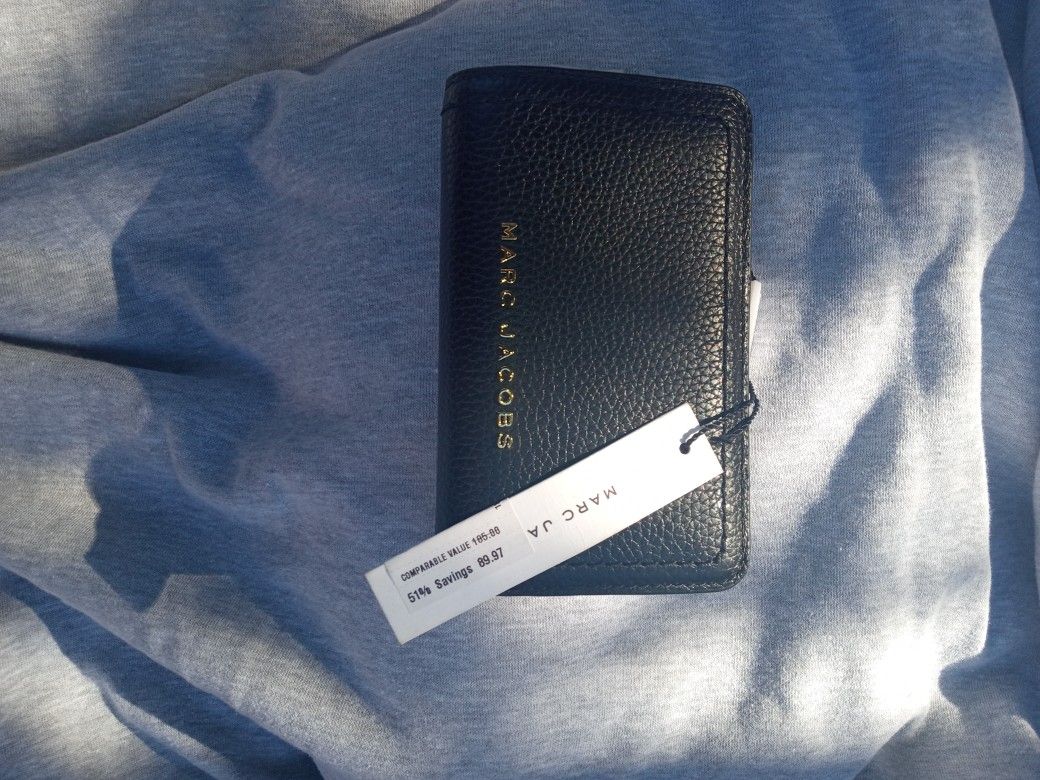 MARC JACOBS
MARC JA
COMPARABLE VALUE 185.00
51% Savings 89.97